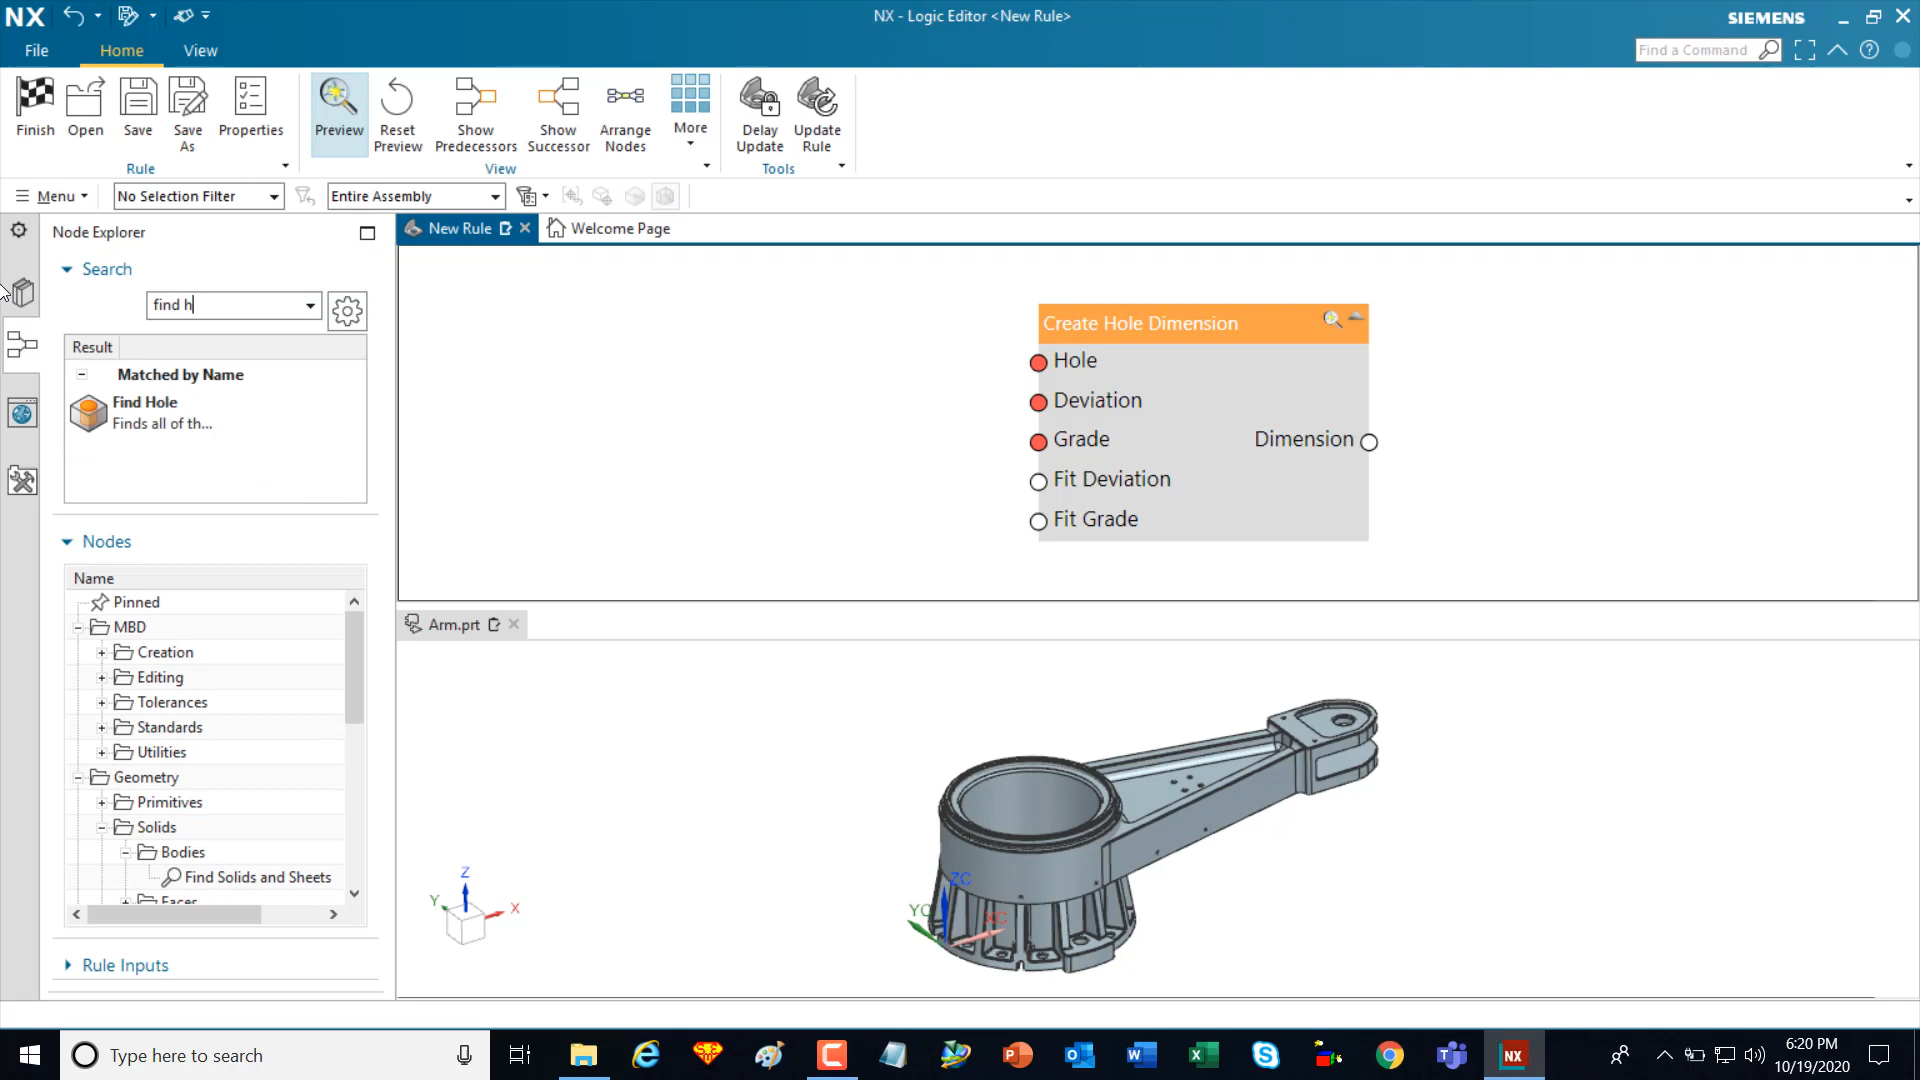 NX
NX - Logic Editor <New Rule>
SIEMENS
File
Home
View
Find a Command
Finish
Open
Save
Save As
Properties
Preview
Reset Preview
Show Predecessors
Show Successor
Arrange Nodes
More
Delay Update
Update Rule
Rule
View
Tools
Menu
No Selection Filter
Entire Assembly
Node Explorer
New Rule
Welcome Page
Search
find h
Result
Matched by Name
Find Hole
Finds all of th...
Create Hole Dimension
Hole
Deviation
Grade
Dimension
Fit Deviation
Fit Grade
Nodes
Name
Pinned
MBD
Creation
Editing
Tolerances
Standards
Utilities
Geometry
Primitives
Solids
Bodies
Find Solids and Sheets
Faces
Rule Inputs
Arm.prt
Z
Y
X
ZC
YC
XC
Type here to search
NX
6:20 PM
10/19/2020